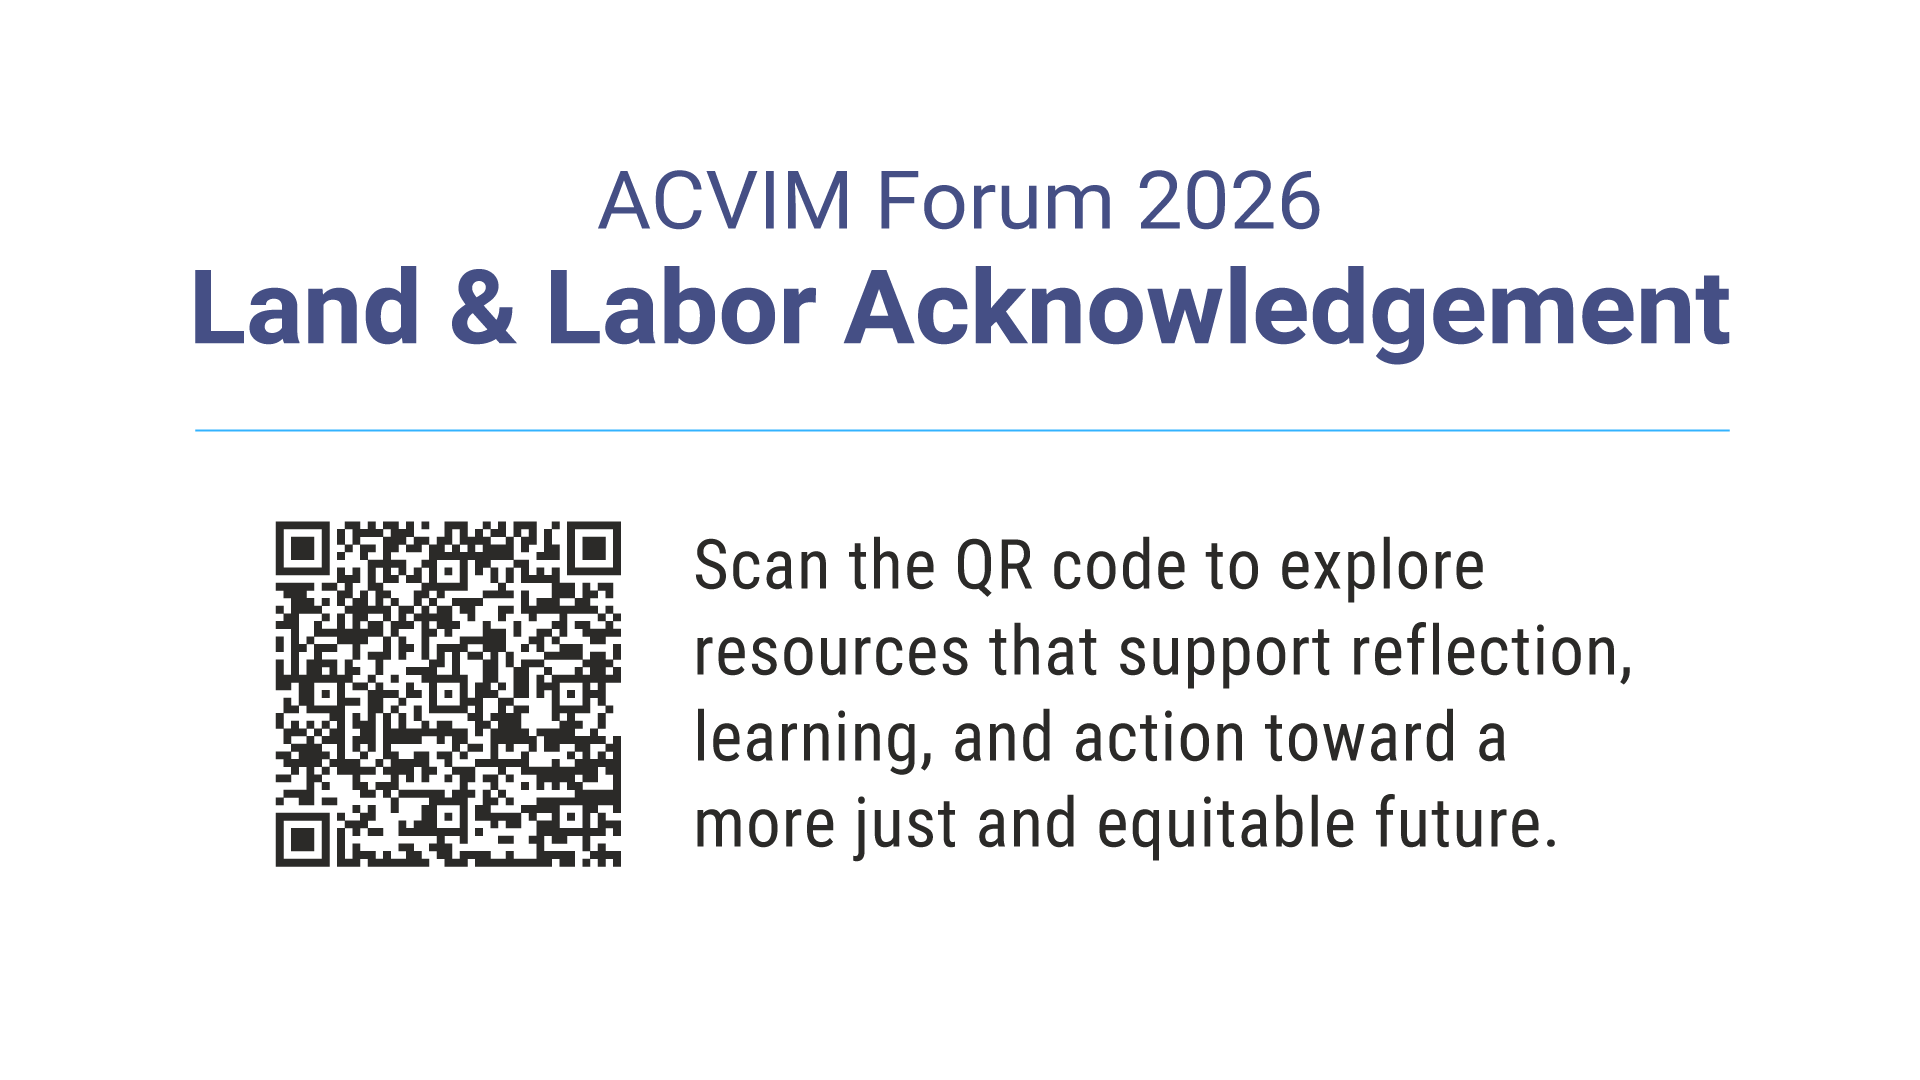 ACVIM Forum 2026
Land & Labor Acknowledgement
Scan the QR code to explore
resources that support reflection,
learning, and action toward a
more just and equitable future.